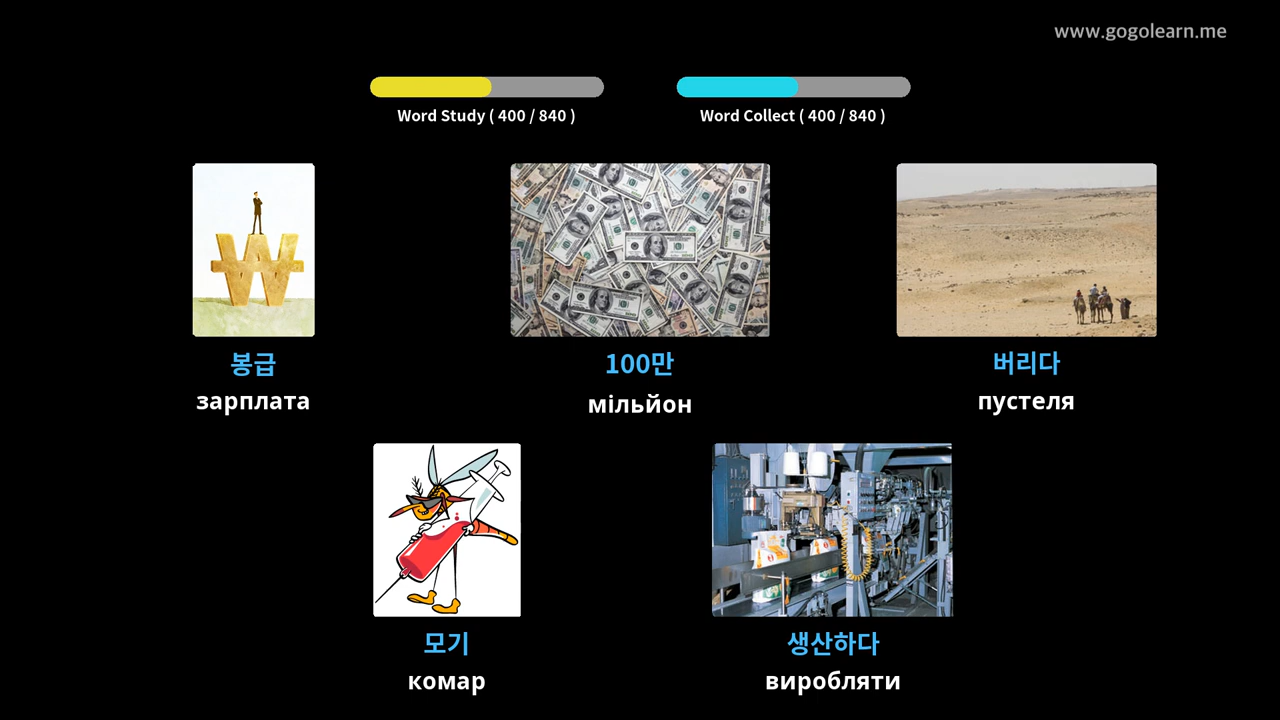 www.gogolearn.me
Word Study ( 400 / 840 )
Word Collect ( 400 / 840 )
봉급
зарплата
100만
мільйон
버리다
пустеля
모기
комар
생산하다
виробляти